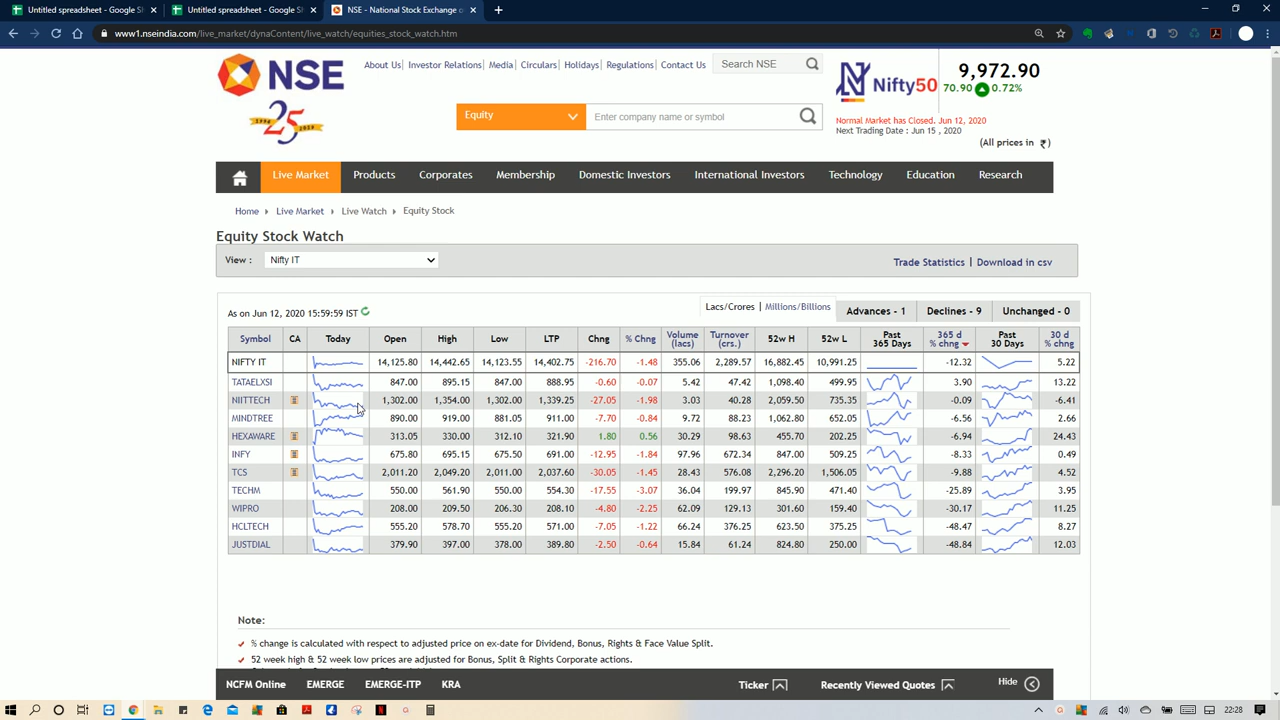 Untitled spreadsheet - Google Sh × Untitled spreadsheet - Google Sh × NSE - National Stock Exchange o ×
www1.nseindia.com/live_market/dynaContent/live_watch/equities_stock_watch.htm
NSE
About Us| Investor Relations| Media| Circulars| Holidays| Regulations| Contact Us
Search NSE
Nifty50
9,972.90
70.90 0.72%
25
Equity
Enter company name or symbol
Normal Market has Closed. Jun 12, 2020
Next Trading Date : Jun 15 , 2020
(All prices in ₹)
Live Market Products Corporates Membership Domestic Investors International Investors Technology Education Research
Home Live Market Live Watch Equity Stock
Equity Stock Watch
View : Nifty IT
Trade Statistics | Download in csv
As on Jun 12, 2020 15:59:59 IST
Lacs/Crores | Millions/Billions Advances - 1 Declines - 9 Unchanged - 0
Symbol CA Today Open High Low LTP Chng % Chng Volume (lacs) Turnover (crs.) 52w H 52w L Past 365 Days 365 d % chng Past 30 Days 30 d % chng
NIFTY IT 14,125.80 14,442.65 14,123.55 14,402.75 -216.70 -1.48 355.06 2,289.57 16,882.45 10,991.25 -12.32 5.22
TATAELXSI 847.00 895.15 847.00 888.95 -0.60 -0.07 5.42 47.42 1,098.40 499.95 3.90 13.22
NIITTECH 1,302.00 1,354.00 1,302.00 1,339.25 -27.05 -1.98 3.03 40.28 2,059.50 735.35 -0.09 -6.41
MINDTREE 890.00 919.00 881.05 911.00 -7.70 -0.84 9.72 88.23 1,062.80 652.05 -6.56 2.66
HEXAWARE 313.05 330.00 312.10 321.90 1.80 0.56 30.29 98.63 455.70 202.25 -6.94 24.43
INFY 675.80 695.15 675.50 691.00 -12.95 -1.84 97.96 672.34 847.00 509.25 -8.33 0.49
TCS 2,011.20 2,049.20 2,011.00 2,037.60 -30.05 -1.45 28.43 576.08 2,296.20 1,506.05 -9.88 4.52
TECHM 550.00 561.90 550.00 554.30 -17.55 -3.07 36.04 199.97 845.90 471.40 -25.89 3.95
WIPRO 208.00 209.50 206.30 208.10 -4.80 -2.25 62.09 129.13 301.60 159.40 -30.17 11.25
HCLTECH 555.20 578.70 555.20 571.00 -7.05 -1.22 66.24 376.25 623.50 375.25 -48.47 8.27
JUSTDIAL 379.90 397.00 378.00 389.80 -2.50 -0.64 15.84 61.24 824.80 250.00 -48.84 12.03
Note:
% change is calculated with respect to adjusted price on ex-date for Dividend, Bonus, Rights & Face Value Split.
52 week high & 52 week low prices are adjusted for Bonus, Split & Rights Corporate actions.
NCFM Online EMERGE EMERGE-ITP KRA Ticker Recently Viewed Quotes Hide
22:28